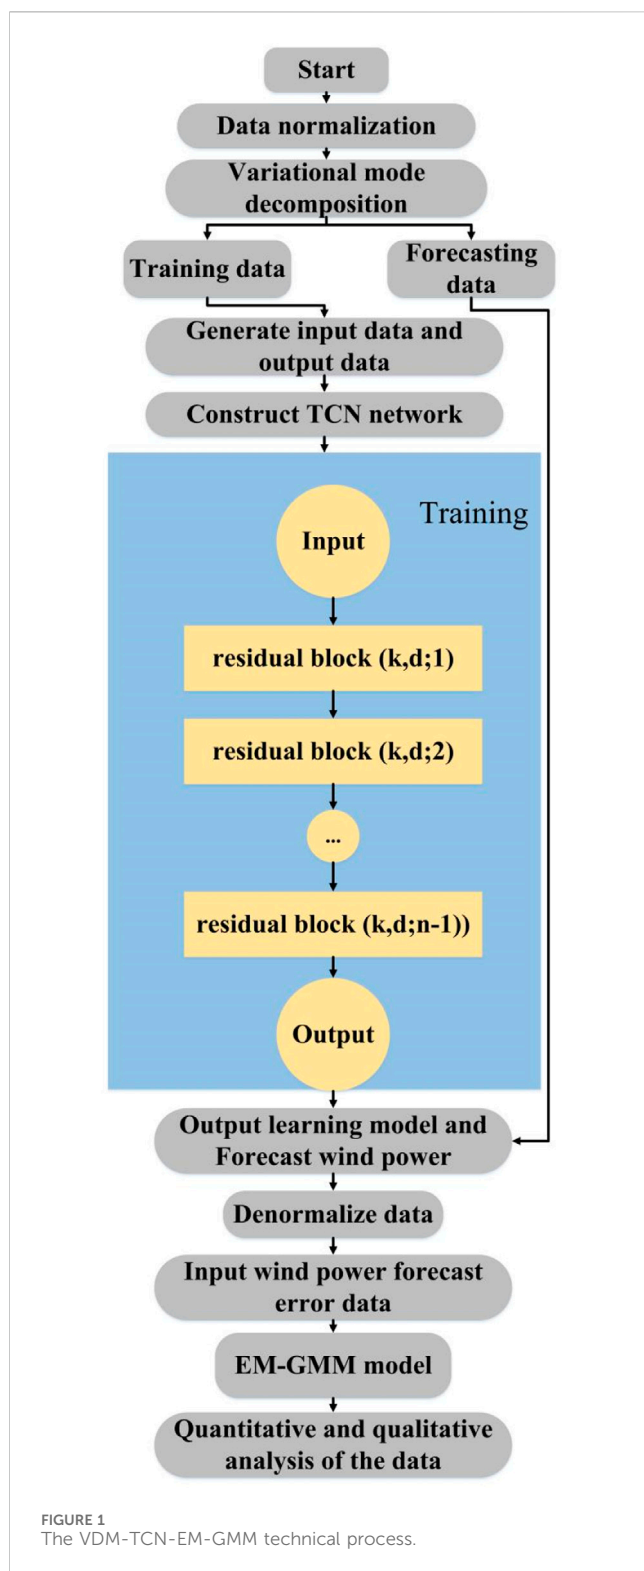 Start
Data normalization
Variational mode
decomposition
Training data
Forecasting
data
Generate input data and
output data
Construct TCN network
Training
Input
residual block (k,d;1)
residual block (k,d;2)
...
residual block (k,d;n-1))
Output
Output learning model and
Forecast wind power
Denormalize data
Input wind power forecast
error data
EM-GMM model
Quantitative and qualitative
analysis of the data
FIGURE 1
The VDM-TCN-EM-GMM technical process.